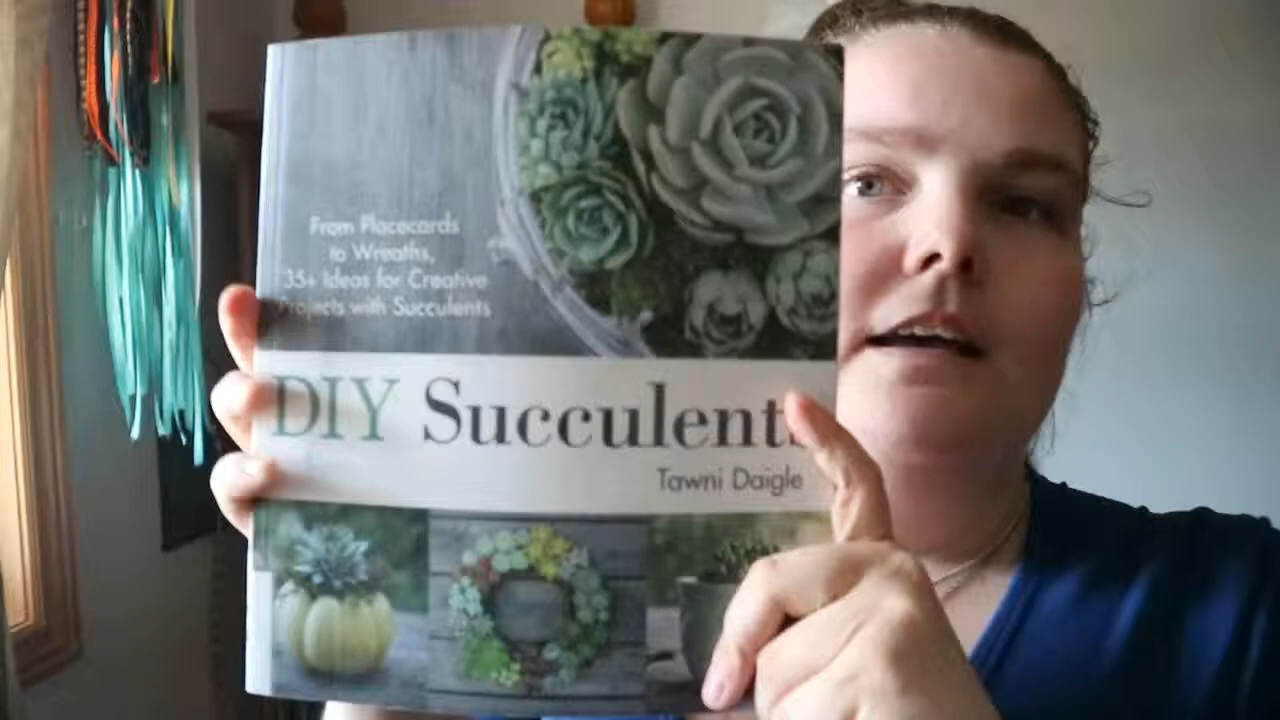 From Placecards
to Wreaths,
35+ Ideas for Creative
Projects with Succulents
DIY Succulents
Tawni Daigle